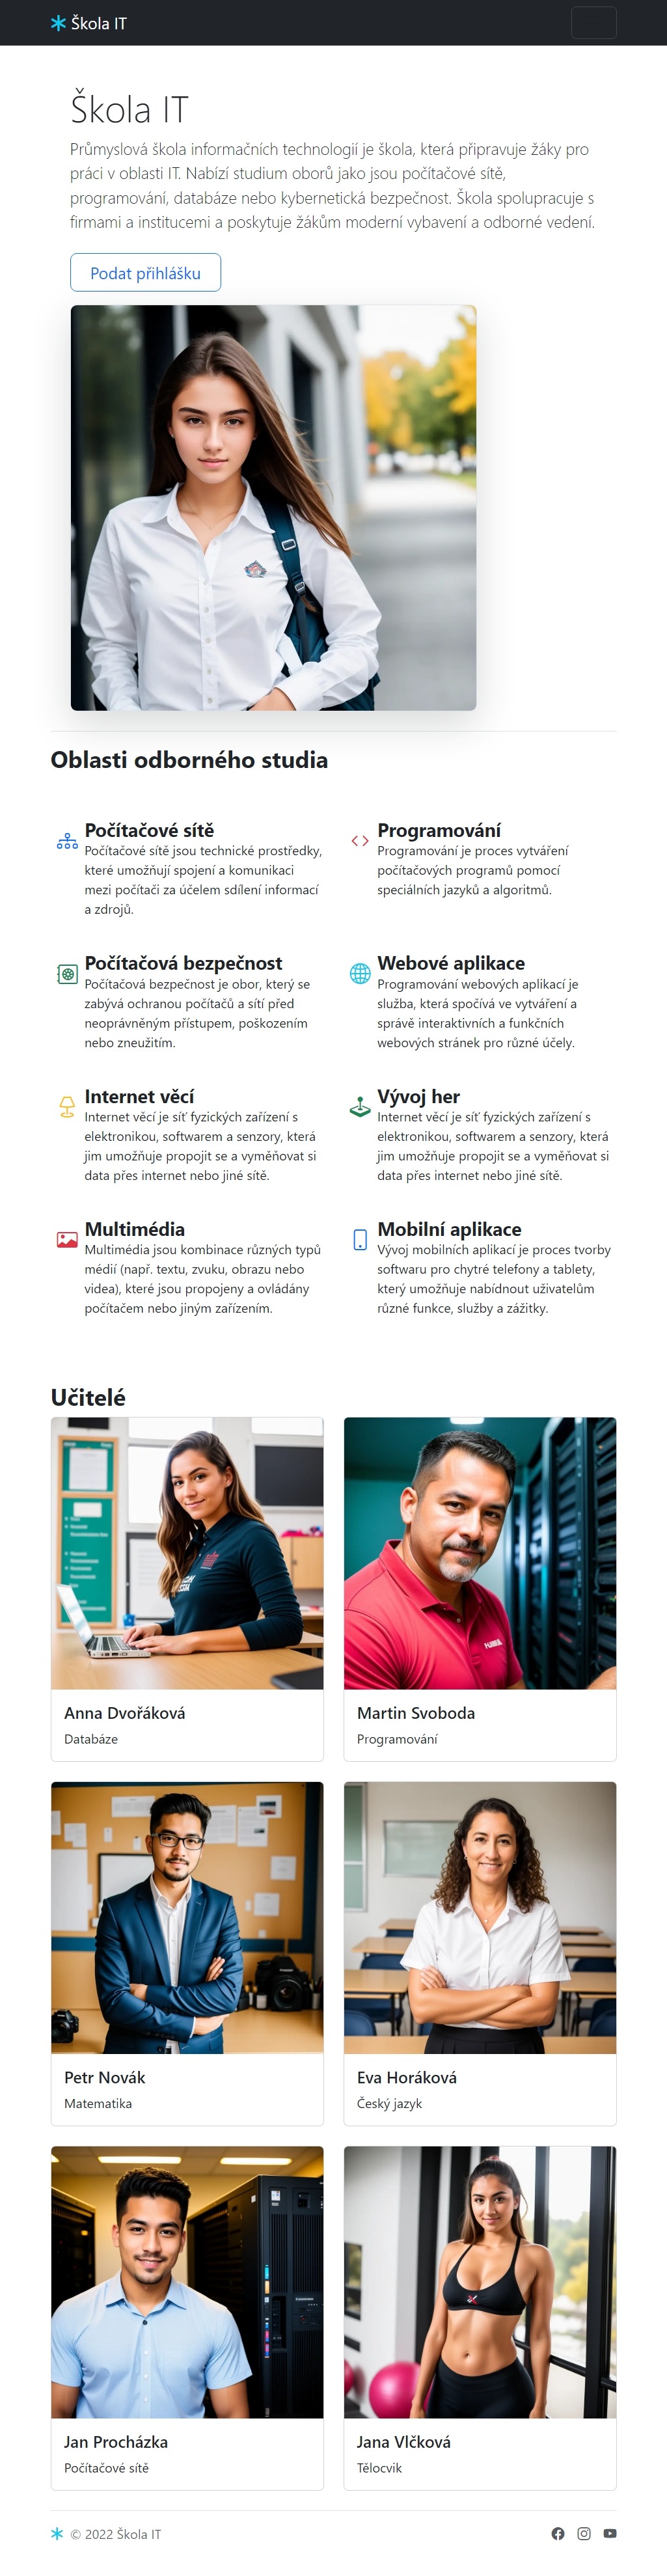 Škola IT
Škola IT
Průmyslová škola informačních technologií je škola, která připravuje žáky pro
práci v oblasti IT. Nabízí studium oborů jako jsou počítačové sítě,
programování, databáze nebo kybernetická bezpečnost. Škola spolupracuje s
firmami a institucemi a poskytuje žákům moderní vybavení a odborné vedení.
Podat přihlášku
Oblasti odborného studia
Počítačové sítě
Počítačové sítě jsou technické prostředky,
které umožňují spojení a komunikaci
mezi počítači za účelem sdílení informací
a zdrojů.
Programování
Programování je proces vytváření
počítačových programů pomocí
speciálních jazyků a algoritmů.
Počítačová bezpečnost
Počítačová bezpečnost je obor, který se
zabývá ochranou počítačů a sítí před
neoprávněným přístupem, poškozením
nebo zneužitím.
Webové aplikace
Programování webových aplikací je
služba, která spočívá ve vytváření a
správě interaktivních a funkčních
webových stránek pro různé účely.
Internet věcí
Internet věcí je síť fyzických zařízení s
elektronikou, softwarem a senzory, která
jim umožňuje propojit se a vyměňovat si
data přes internet nebo jiné sítě.
Vývoj her
Internet věcí je síť fyzických zařízení s
elektronikou, softwarem a senzory, která
jim umožňuje propojit se a vyměňovat si
data přes internet nebo jiné sítě.
Multimédia
Multimédia jsou kombinace různých typů
médií (např. textu, zvuku, obrazu nebo
videa), které jsou propojeny a ovládány
počítačem nebo jiným zařízením.
Mobilní aplikace
Vývoj mobilních aplikací je proces tvorby
softwaru pro chytré telefony a tablety,
který umožňuje nabídnout uživatelům
různé funkce, služby a zážitky.
Učitelé
Anna Dvořáková
Databáze
Martin Svoboda
Programování
Petr Novák
Matematika
Eva Horáková
Český jazyk
Jan Procházka
Počítačové sítě
Jana Vlčková
Tělocvik
© 2022 Škola IT